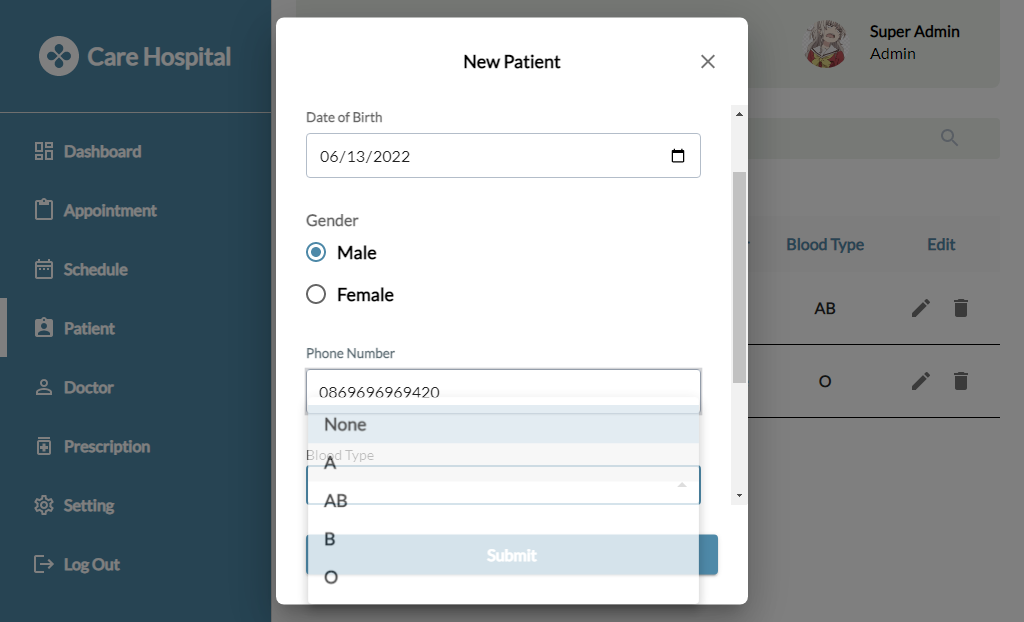 Care Hospital
Dashboard
Appointment
Schedule
Patient
Doctor
Prescription
Setting
Log Out
Super Admin
Admin
Blood Type
Edit
AB
O
New Patient
Date of Birth
06/13/2022
Gender
Male
Female
Phone Number
0869696969420
Blood Type
None
A
AB
B
O
Submit